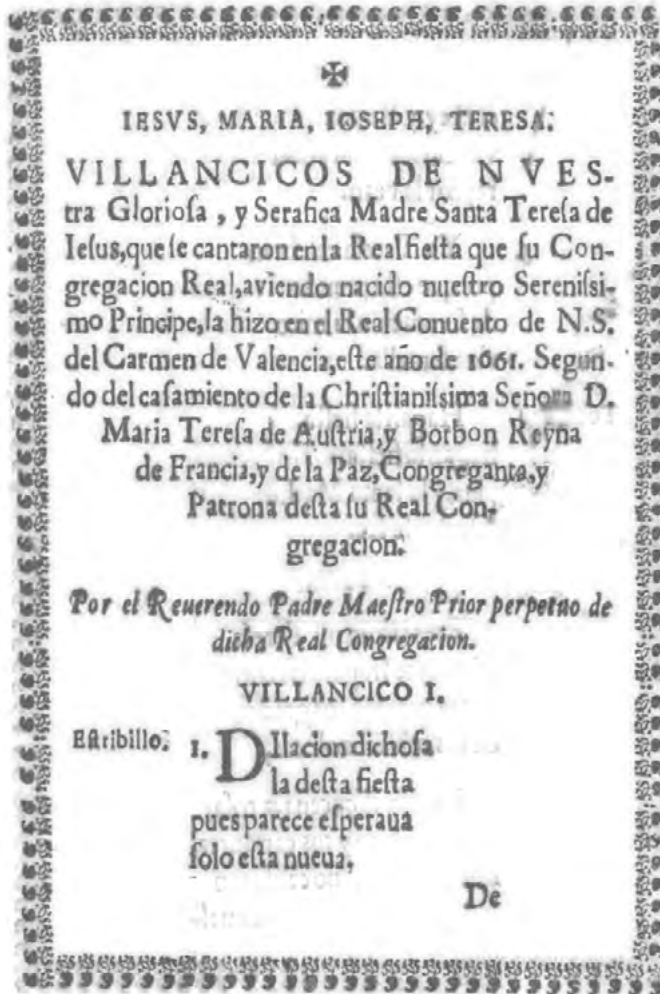 ✠
IESVS, MARIA, IOSEPH, TERESA.
VILLANCICOS DE NVES-
tra Glorioſa, y Serafica Madre Santa Tereſa de
Ieſus, que ſe cantaron en la Real fieſta que ſu Con-
gregacion Real, aviendo nacido nueſtro Sereniſsi-
mo Principe, la hizo en el Real Conuento de N.S.
del Carmen de Valencia, eſte año de 1661. Segun-
do del caſamiento de la Chriſtianiſsima Señora D.
Maria Tereſa de Auſtria, y Borbon Reyna
de Francia, y de la Paz, Congregante, y
Patrona deſta ſu Real Con-
gregacion.
Por el Reuerendo Padre Maeſtro Prior perpetuo de
dicha Real Congregacion.
VILLANCICO I.
Eſtribillo. 1. DIlacion dichoſa
la deſta fieſta
pues parece eſperaua
ſolo eſta nueua,
De